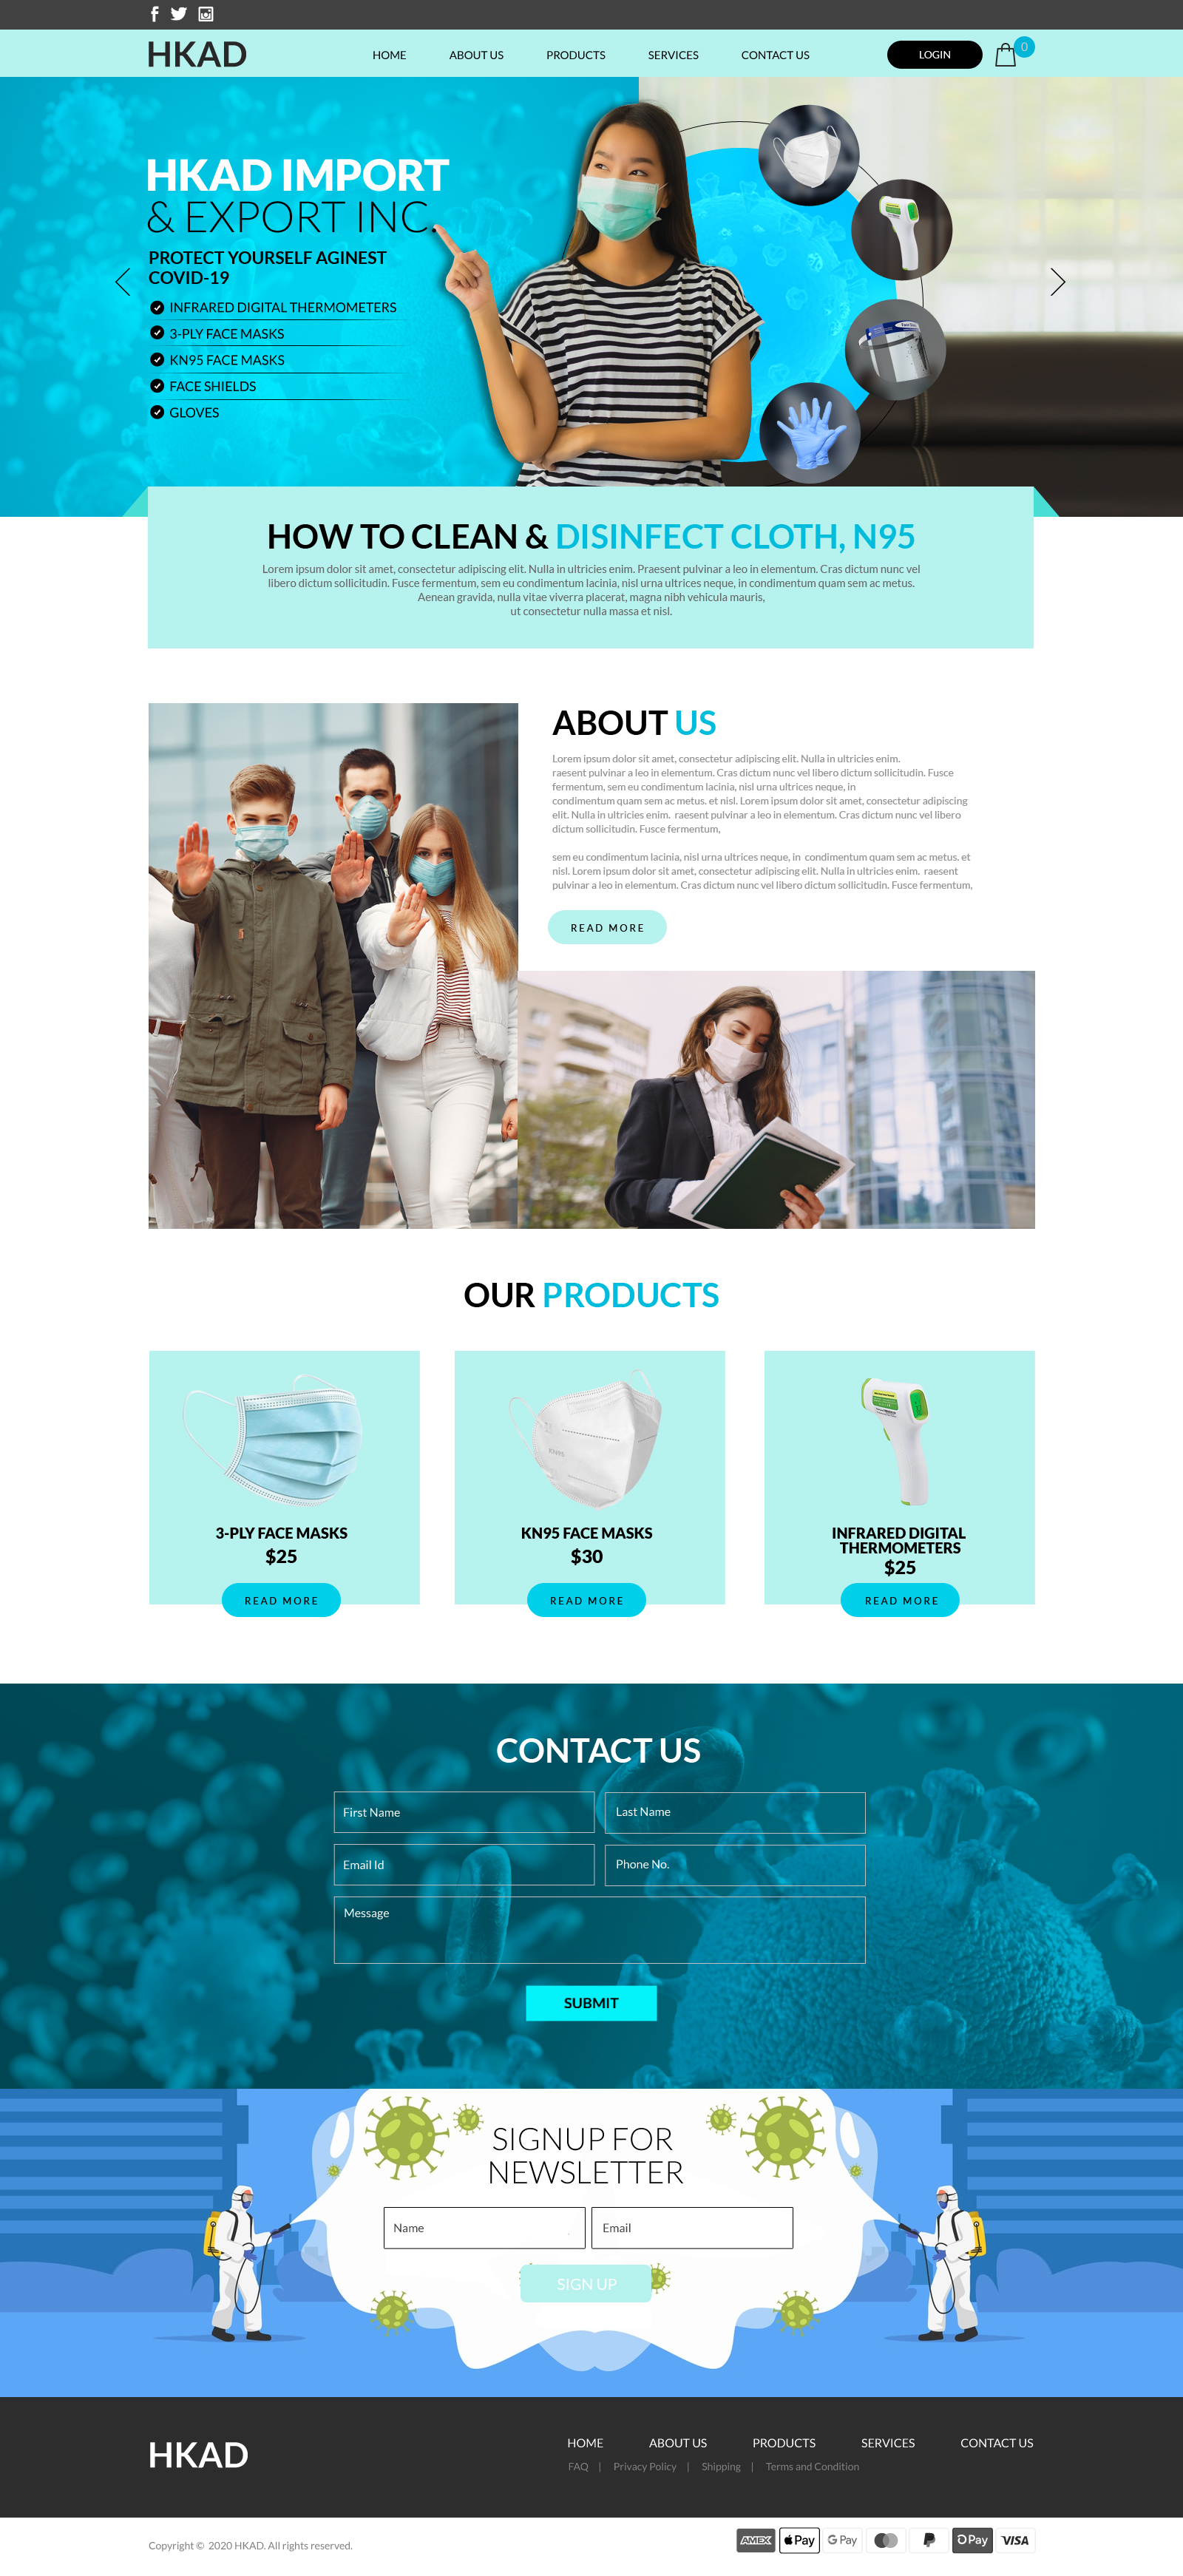 HKAD
HOME ABOUT US PRODUCTS SERVICES CONTACT US LOGIN 0
HKAD IMPORT
& EXPORT INC.
PROTECT YOURSELF AGINEST
COVID-19
INFRARED DIGITAL THERMOMETERS
3-PLY FACE MASKS
KN95 FACE MASKS
FACE SHIELDS
GLOVES
HOW TO CLEAN & DISINFECT CLOTH, N95
Lorem ipsum dolor sit amet, consectetur adipiscing elit. Nulla in ultricies enim. Praesent pulvinar a leo in elementum. Cras dictum nunc vel
libero dictum sollicitudin. Fusce fermentum, sem eu condimentum lacinia, nisl urna ultrices neque, in condimentum quam sem ac metus.
Aenean gravida, nulla vitae viverra placerat, magna nibh vehicula mauris,
ut consectetur nulla massa et nisl.
ABOUT US
Lorem ipsum dolor sit amet, consectetur adipiscing elit. Nulla in ultricies enim.
raesent pulvinar a leo in elementum. Cras dictum nunc vel libero dictum sollicitudin. Fusce
fermentum, sem eu condimentum lacinia, nisl urna ultrices neque, in
condimentum quam sem ac metus. et nisl. Lorem ipsum dolor sit amet, consectetur adipiscing
elit. Nulla in ultricies enim. raesent pulvinar a leo in elementum. Cras dictum nunc vel libero
dictum sollicitudin. Fusce fermentum,
sem eu condimentum lacinia, nisl urna ultrices neque, in condimentum quam sem ac metus. et
nisl. Lorem ipsum dolor sit amet, consectetur adipiscing elit. Nulla in ultricies enim. raesent
pulvinar a leo in elementum. Cras dictum nunc vel libero dictum sollicitudin. Fusce fermentum,
READ MORE
OUR PRODUCTS
KN95
3-PLY FACE MASKS
$25
READ MORE
KN95 FACE MASKS
$30
READ MORE
INFRARED DIGITAL
THERMOMETERS
$25
READ MORE
CONTACT US
First Name
Last Name
Email Id
Phone No.
Message
SUBMIT
SIGNUP FOR
NEWSLETTER
Name
Email
SIGN UP
HKAD
HOME ABOUT US PRODUCTS SERVICES CONTACT US
FAQ | Privacy Policy | Shipping | Terms and Condition
Copyright © 2020 HKAD. All rights reserved.
AMEX Pay G Pay Pay VISA